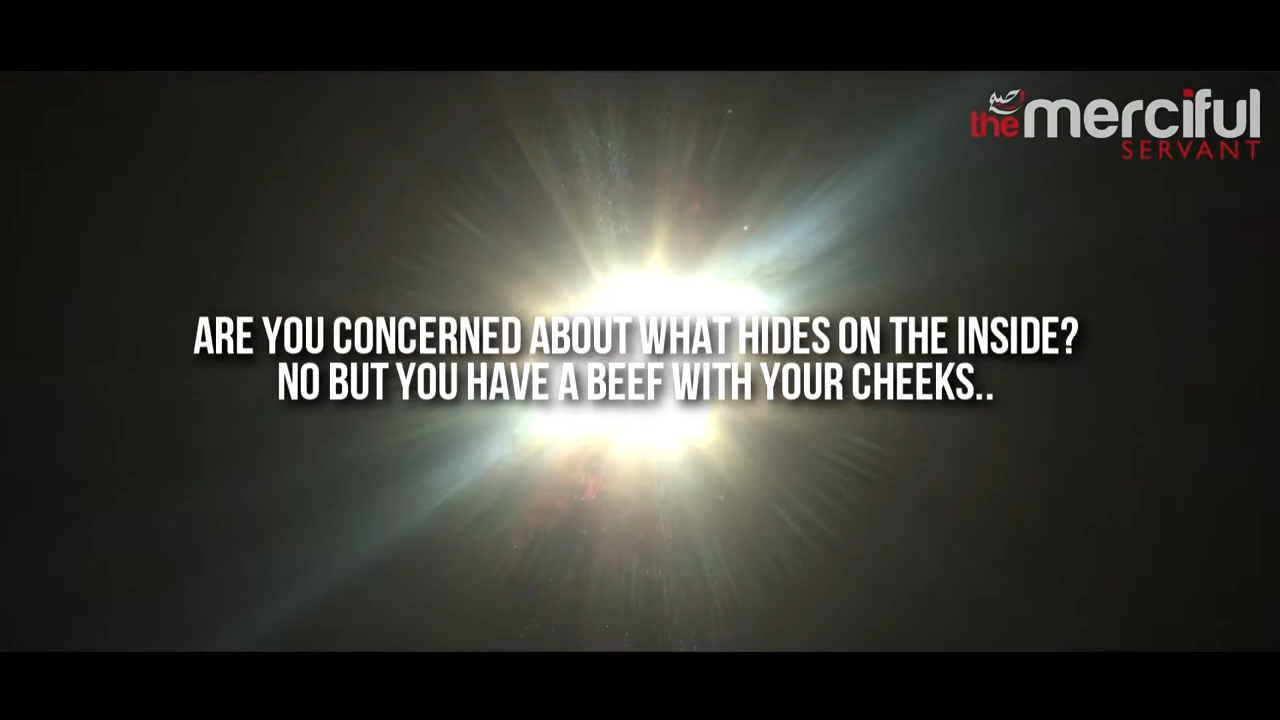 the merciful
SERVANT
ARE YOU CONCERNED ABOUT WHAT HIDES ON THE INSIDE?
NO BUT YOU HAVE A BEEF WITH YOUR CHEEKS..